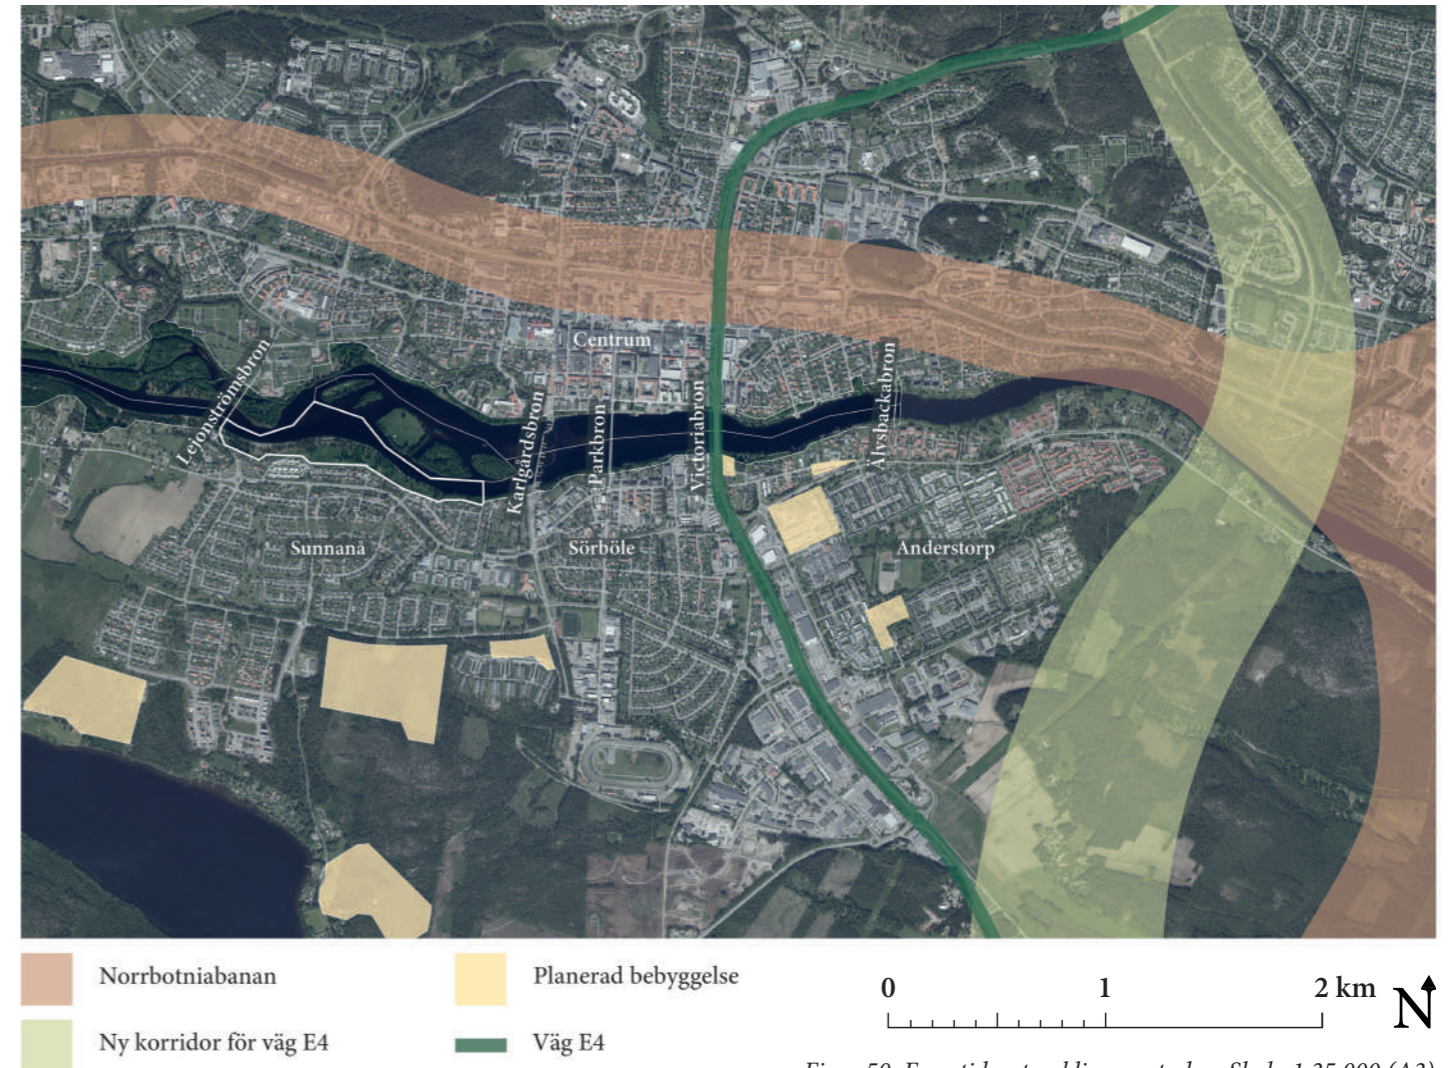 Centrum
Lejonströmsbron
Karlgårdsbron
Parkbron
Victoriabron
Älvsbackabron
Sunnanå
Sörböle
Anderstorp
Norrbotniabanan
Planerad bebyggelse
0 1 2 km
N
Ny korridor för väg E4
Väg E4